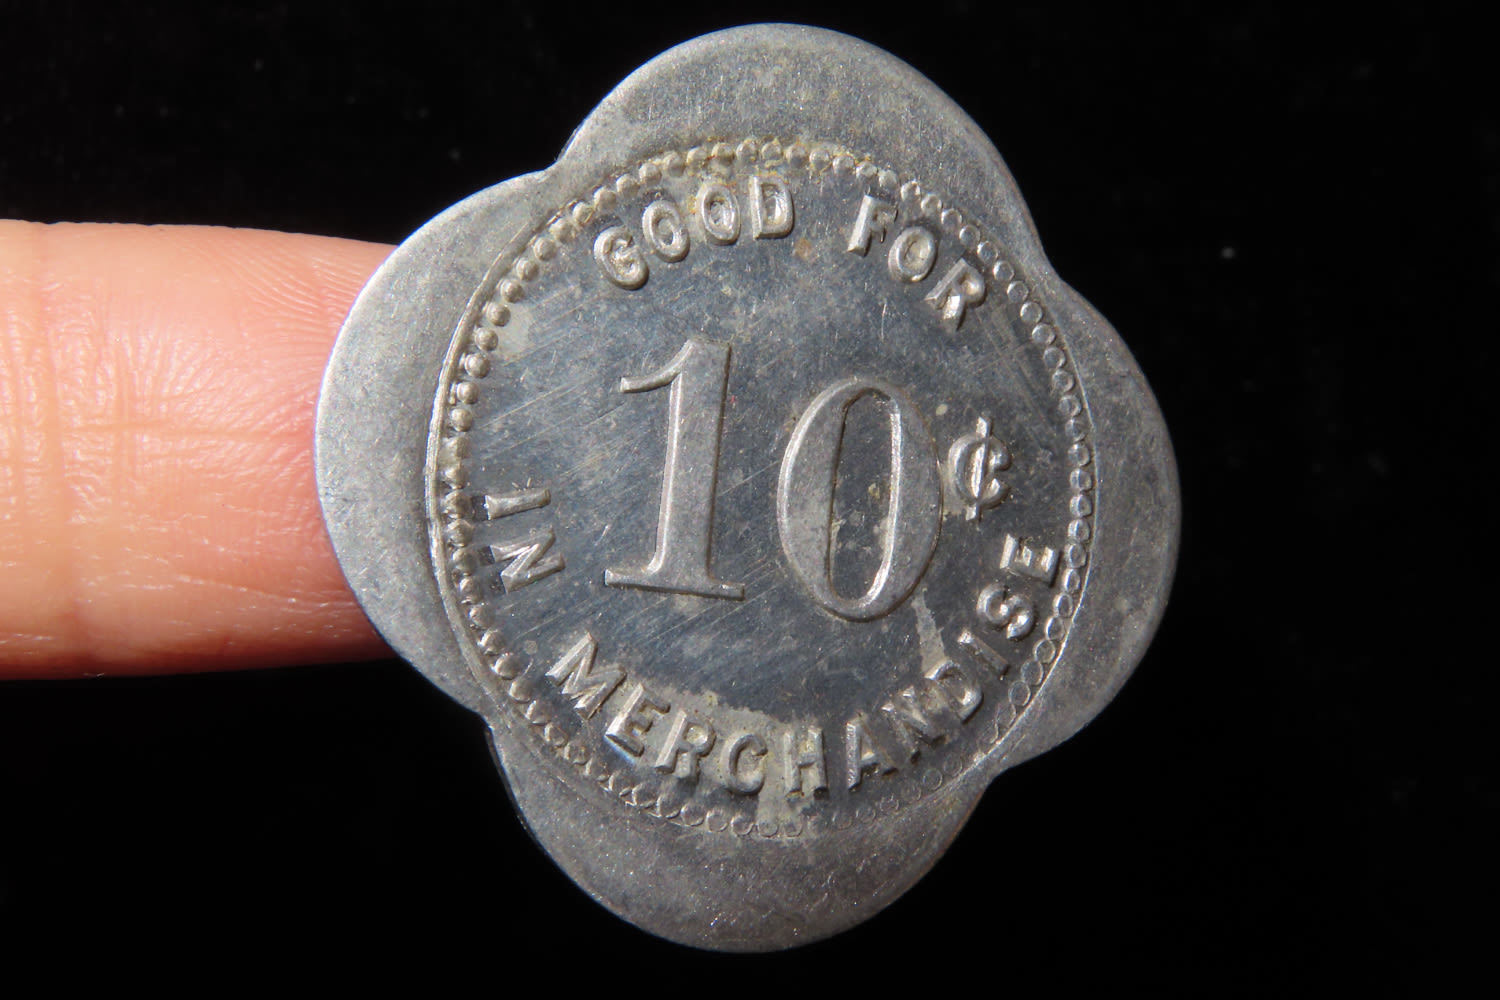 GOOD FOR
10¢
IN MERCHANDISE